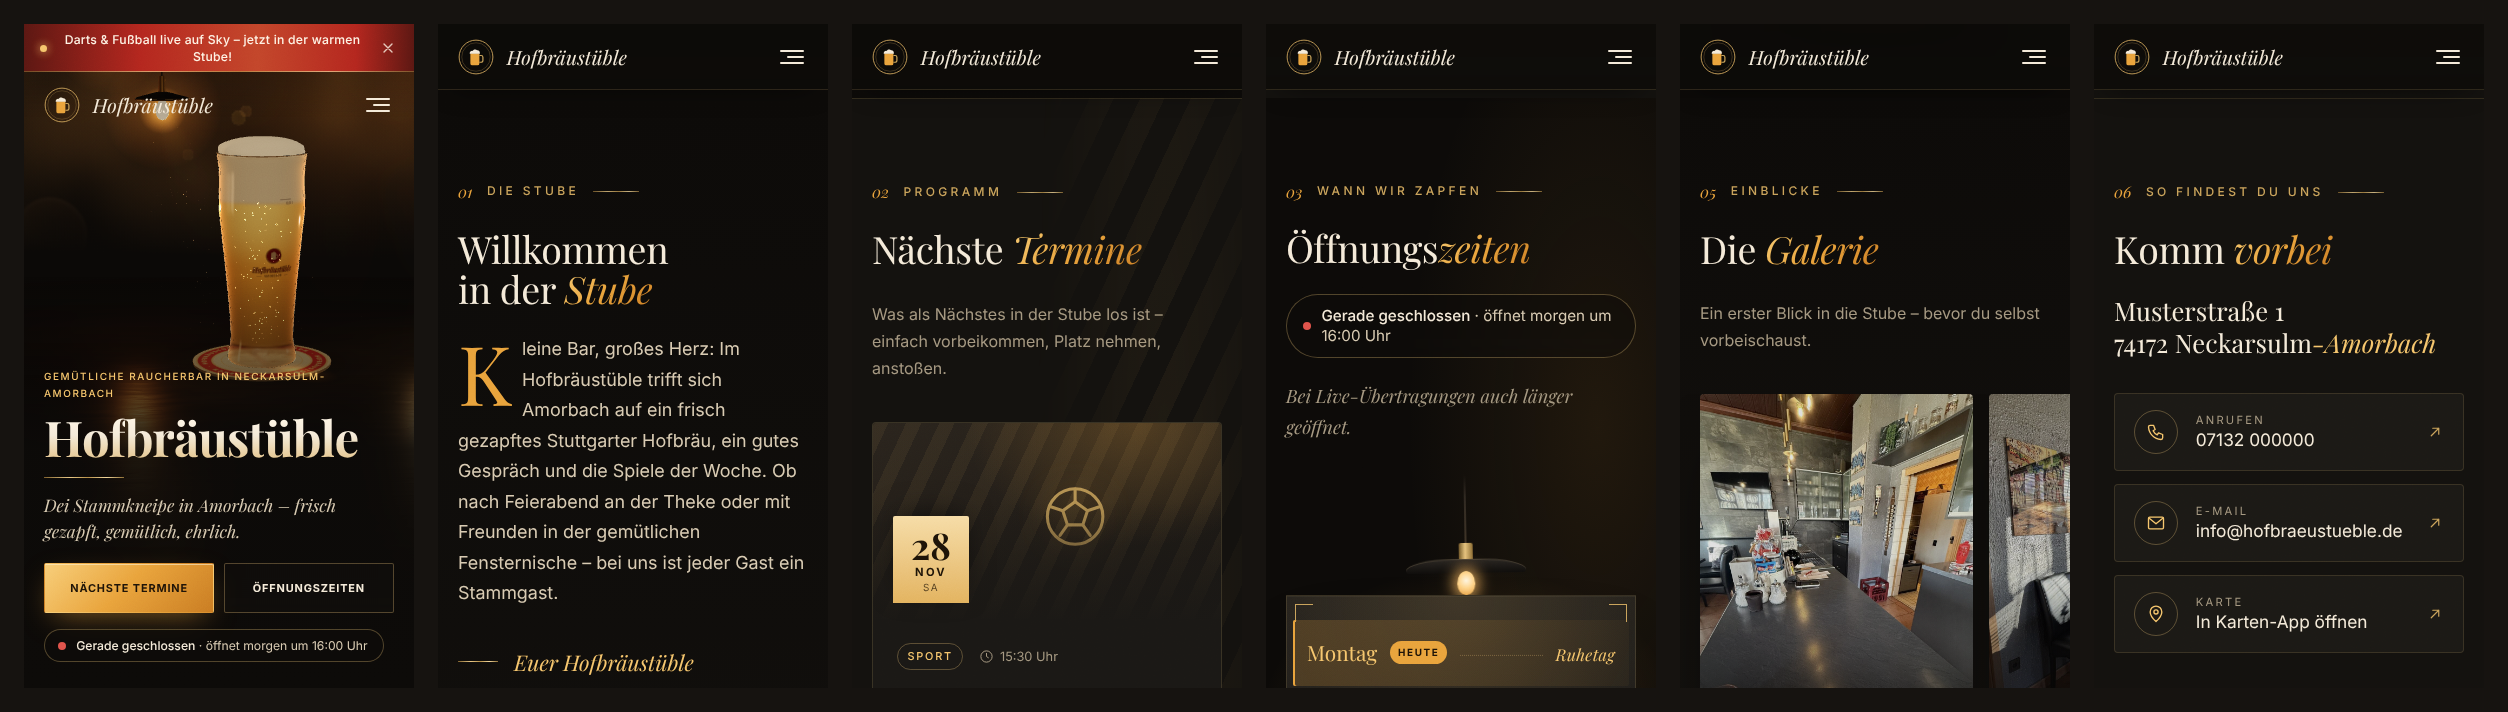 Darts & Fußball live auf Sky – jetzt in der warmen
Stube!
Hofbräustüble
GEMÜTLICHE RAUCHERBAR IN NECKARSULM-
AMORBACH
Hofbräustüble
Dei Stammkneipe in Amorbach – frisch
gezapft, gemütlich, ehrlich.
NÄCHSTE TERMINE
ÖFFNUNGSZEITEN
Gerade geschlossen · öffnet morgen um 16:00 Uhr
Hofbräustüble
01 DIE STUBE
Willkommen
in der Stube
Kleine Bar, großes Herz: Im
Hofbräustüble trifft sich
Amorbach auf ein frisch
gezapftes Stuttgarter Hofbräu, ein gutes
Gespräch und die Spiele der Woche. Ob
nach Feierabend an der Theke oder mit
Freunden in der gemütlichen
Fensternische – bei uns ist jeder Gast ein
Stammgast.
Euer Hofbräustüble
Hofbräustüble
02 PROGRAMM
Nächste Termine
Was als Nächstes in der Stube los ist –
einfach vorbeikommen, Platz nehmen,
anstoßen.
28
NOV
SA
SPORT
15:30 Uhr
Hofbräustüble
03 WANN WIR ZAPFEN
Öffnungszeiten
Gerade geschlossen · öffnet morgen um
16:00 Uhr
Bei Live-Übertragungen auch länger
geöffnet.
Montag HEUTE Ruhetag
Hofbräustüble
05 EINBLICKE
Die Galerie
Ein erster Blick in die Stube – bevor du selbst
vorbeischaust.
Hofbräustüble
06 SO FINDEST DU UNS
Komm vorbei
Musterstraße 1
74172 Neckarsulm-Amorbach
ANRUFEN
07132 000000
E-MAIL
info@hofbraeustueble.de
KARTE
In Karten-App öffnen